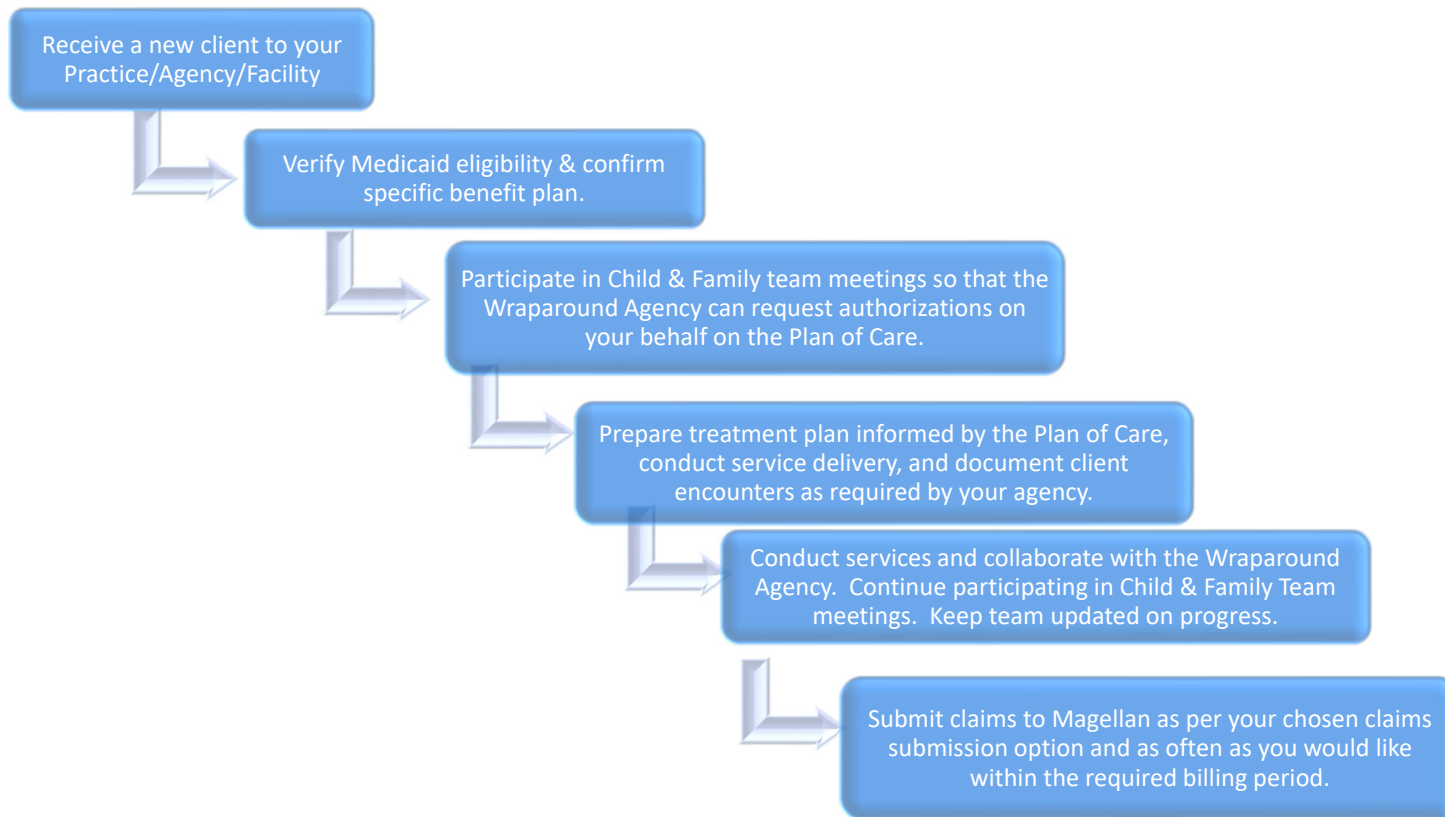 Receive a new client to your
Practice/Agency/Facility
Verify Medicaid eligibility & confirm
specific benefit plan.
Participate in Child & Family team meetings so that the
Wraparound Agency can request authorizations on
your behalf on the Plan of Care.
Prepare treatment plan informed by the Plan of Care,
conduct service delivery, and document client
encounters as required by your agency.
Conduct services and collaborate with the Wraparound
Agency.  Continue participating in Child & Family Team
meetings.  Keep team updated on progress.
Submit claims to Magellan as per your chosen claims
submission option and as often as you would like
within the required billing period.